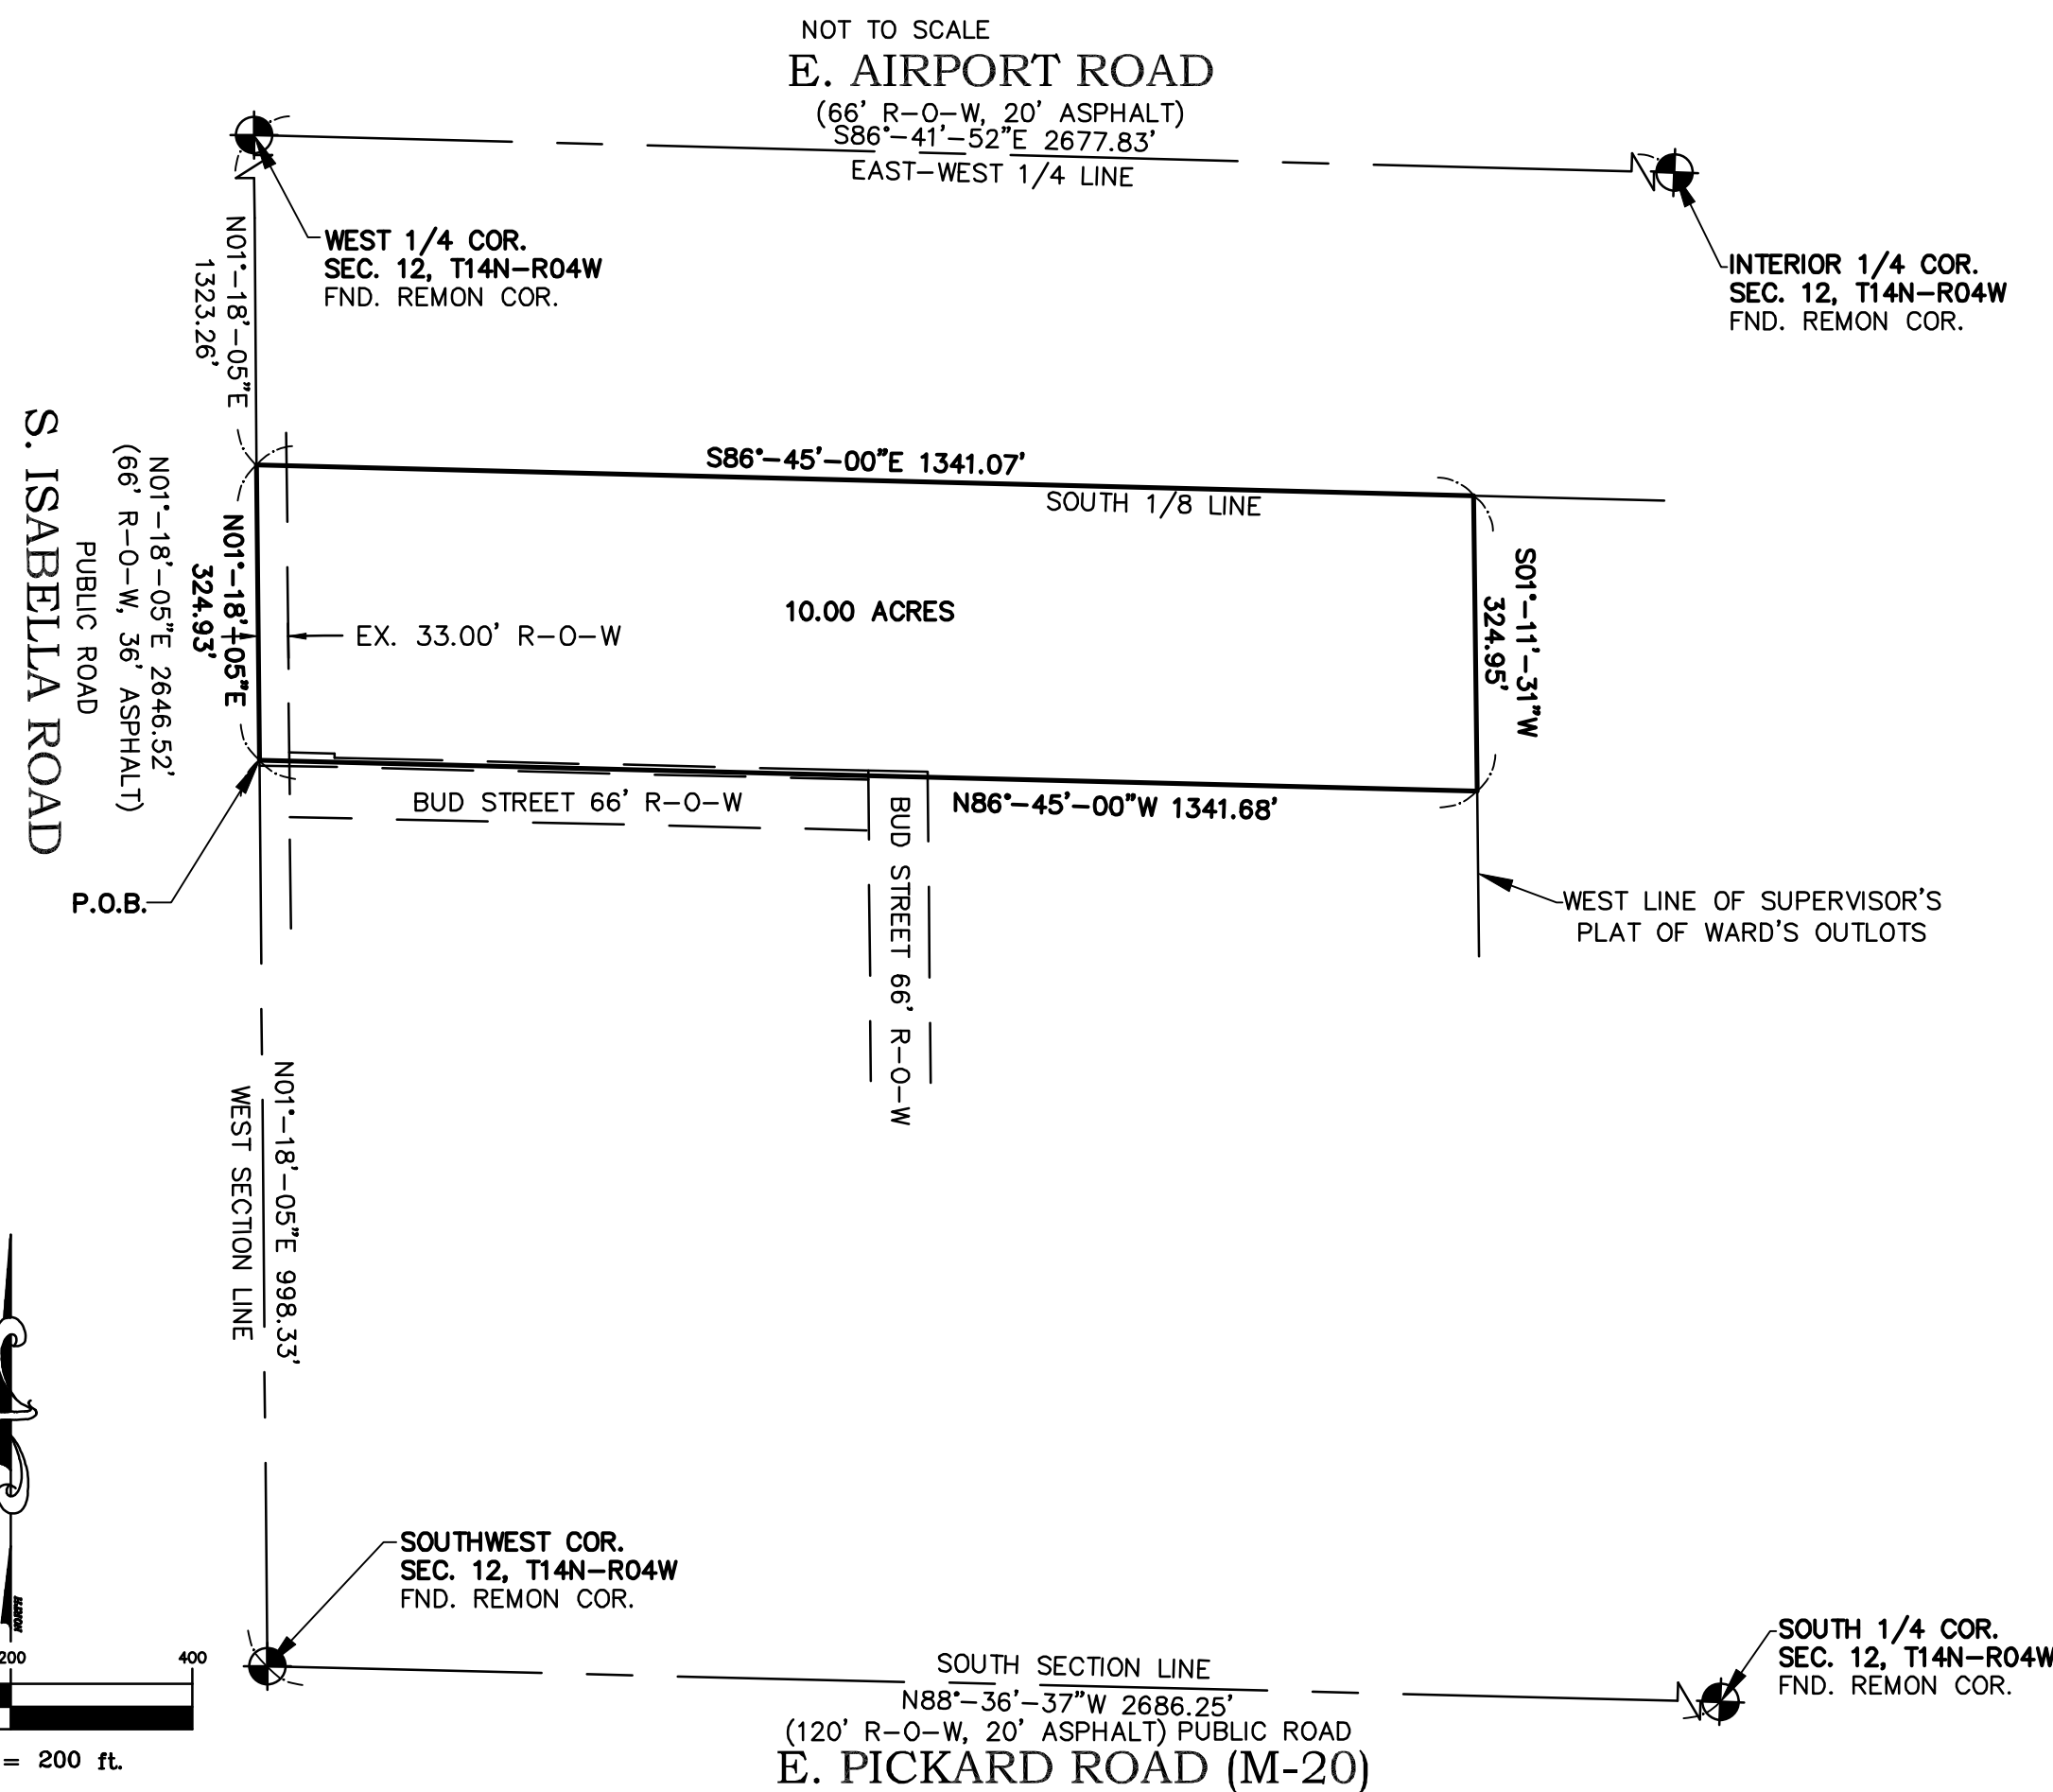 NOT TO SCALE
E. AIRPORT ROAD
(66' R-O-W, 20' ASPHALT)
S86°-41'-52"E 2677.83'
EAST-WEST 1/4 LINE
WEST 1/4 COR.
SEC. 12, T14N-R04W
FND. REMON COR.
INTERIOR 1/4 COR.
SEC. 12, T14N-R04W
FND. REMON COR.
N01°-18'-05"E
1323.26'
S. ISABELLA ROAD
PUBLIC ROAD
(66' R-O-W, 36' ASPHALT)
N01°-18'-05"E 2646.52'
N01°-18'-05"E
324.93'
S86°-45'-00"E 1341.07'
SOUTH 1/8 LINE
10.00 ACRES
EX. 33.00' R-O-W
S01°-11'-31"W
324.95'
BUD STREET 66' R-O-W
N86°-45'-00"W 1341.68'
BUD STREET 66' R-O-W
P.O.B.
WEST LINE OF SUPERVISOR'S
PLAT OF WARD'S OUTLOTS
N01°-18'-05"E 998.33'
WEST SECTION LINE
NORTH
SOUTHWEST COR.
SEC. 12, T14N-R04W
FND. REMON COR.
SOUTH 1/4 COR.
SEC. 12, T14N-R04W
FND. REMON COR.
200 400
= 200 ft.
SOUTH SECTION LINE
N88°-36'-37"W 2686.25'
(120' R-O-W, 20' ASPHALT) PUBLIC ROAD
E. PICKARD ROAD (M-20)